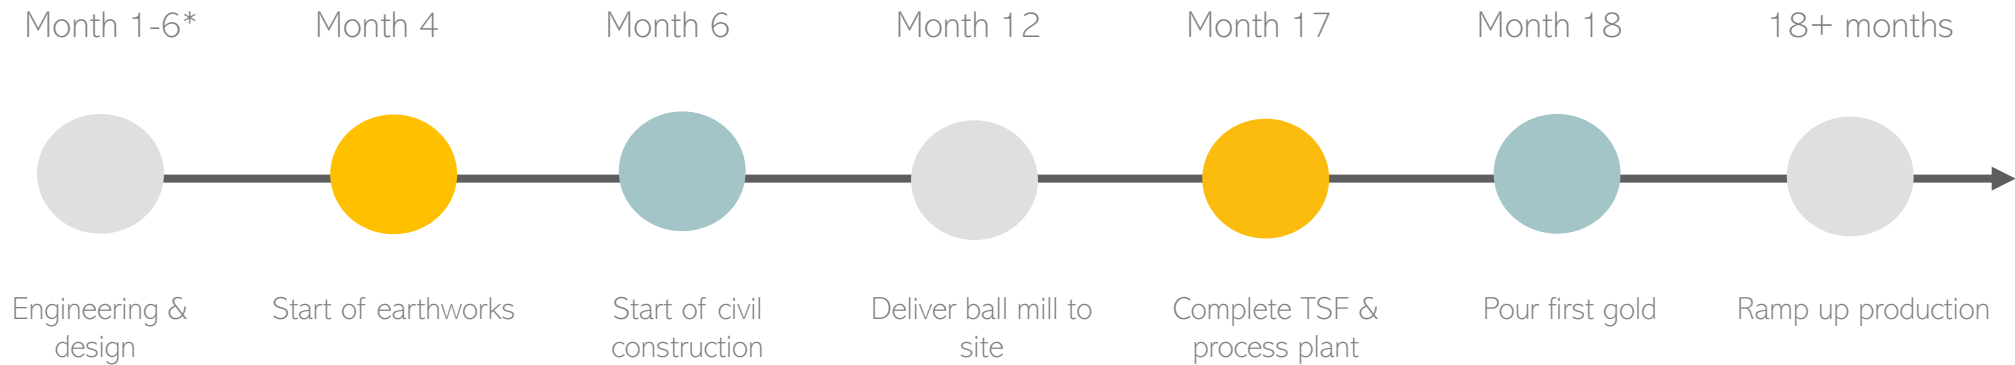 Month 1-6*
Month 4
Month 6
Month 12
Month 17
Month 18
18+ months
Engineering &
design
Start of earthworks
Start of civil
construction
Deliver ball mill to
site
Complete TSF &
process plant
Pour first gold
Ramp up production